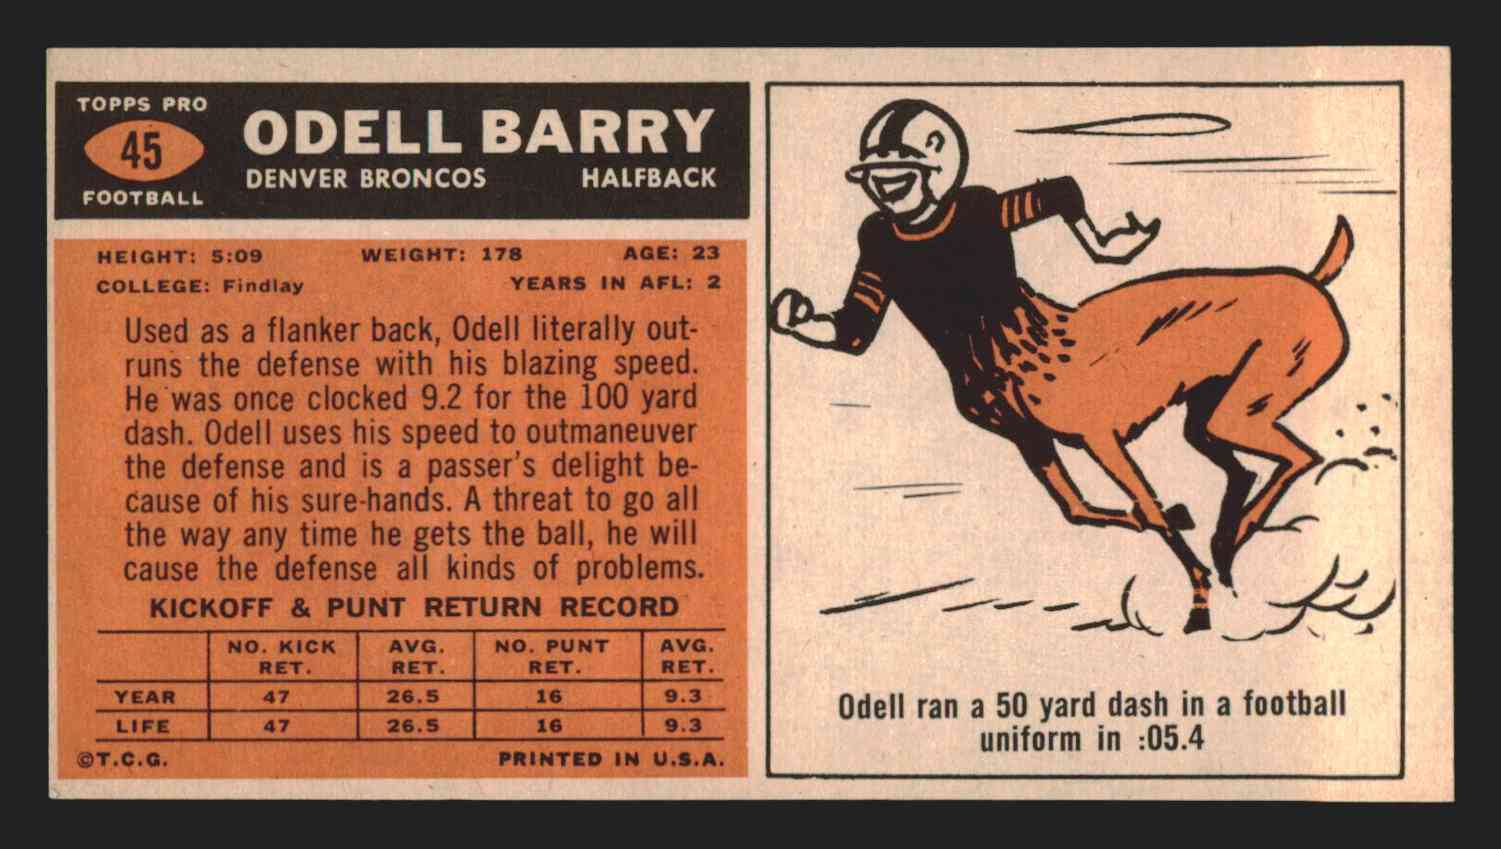 TOPPS PRO
45
FOOTBALL
ODELL BARRY
DENVER BRONCOS HALFBACK
HEIGHT: 5:09 WEIGHT: 178 AGE: 23
COLLEGE: Findlay YEARS IN AFL: 2
Used as a flanker back, Odell literally out-
runs the defense with his blazing speed.
He was once clocked 9.2 for the 100 yard
dash. Odell uses his speed to outmaneuver
the defense and is a passer's delight be-
cause of his sure-hands. A threat to go all
the way any time he gets the ball, he will
cause the defense all kinds of problems.
KICKOFF & PUNT RETURN RECORD
NO. KICK RET. AVG. RET. NO. PUNT RET. AVG. RET.
YEAR 47 26.5 16 9.3
LIFE 47 26.5 16 9.3
©T.C.G. PRINTED IN U.S.A.
Odell ran a 50 yard dash in a football
uniform in :05.4